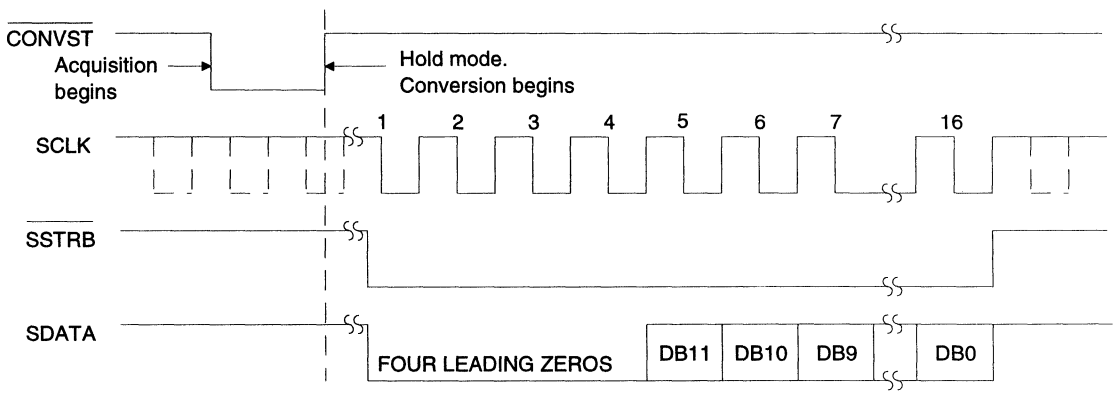 CONVST
Acquisition
begins
Hold mode.
Conversion begins
1 2 3 4 5 6 7 16
SCLK
SSTRB
SDATA
FOUR LEADING ZEROS DB11 DB10 DB9 DB0